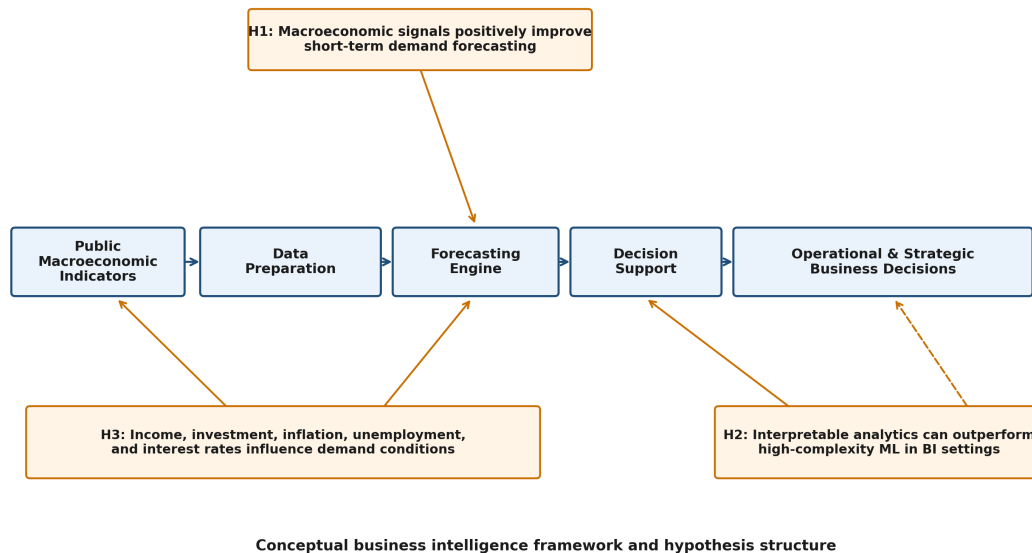 H1: Macroeconomic signals positively improve
short-term demand forecasting
Public
Macroeconomic
Indicators
Data
Preparation
Forecasting
Engine
Decision
Support
Operational & Strategic
Business Decisions
H3: Income, investment, inflation, unemployment,
and interest rates influence demand conditions
H2: Interpretable analytics can outperform
high-complexity ML in BI settings
Conceptual business intelligence framework and hypothesis structure